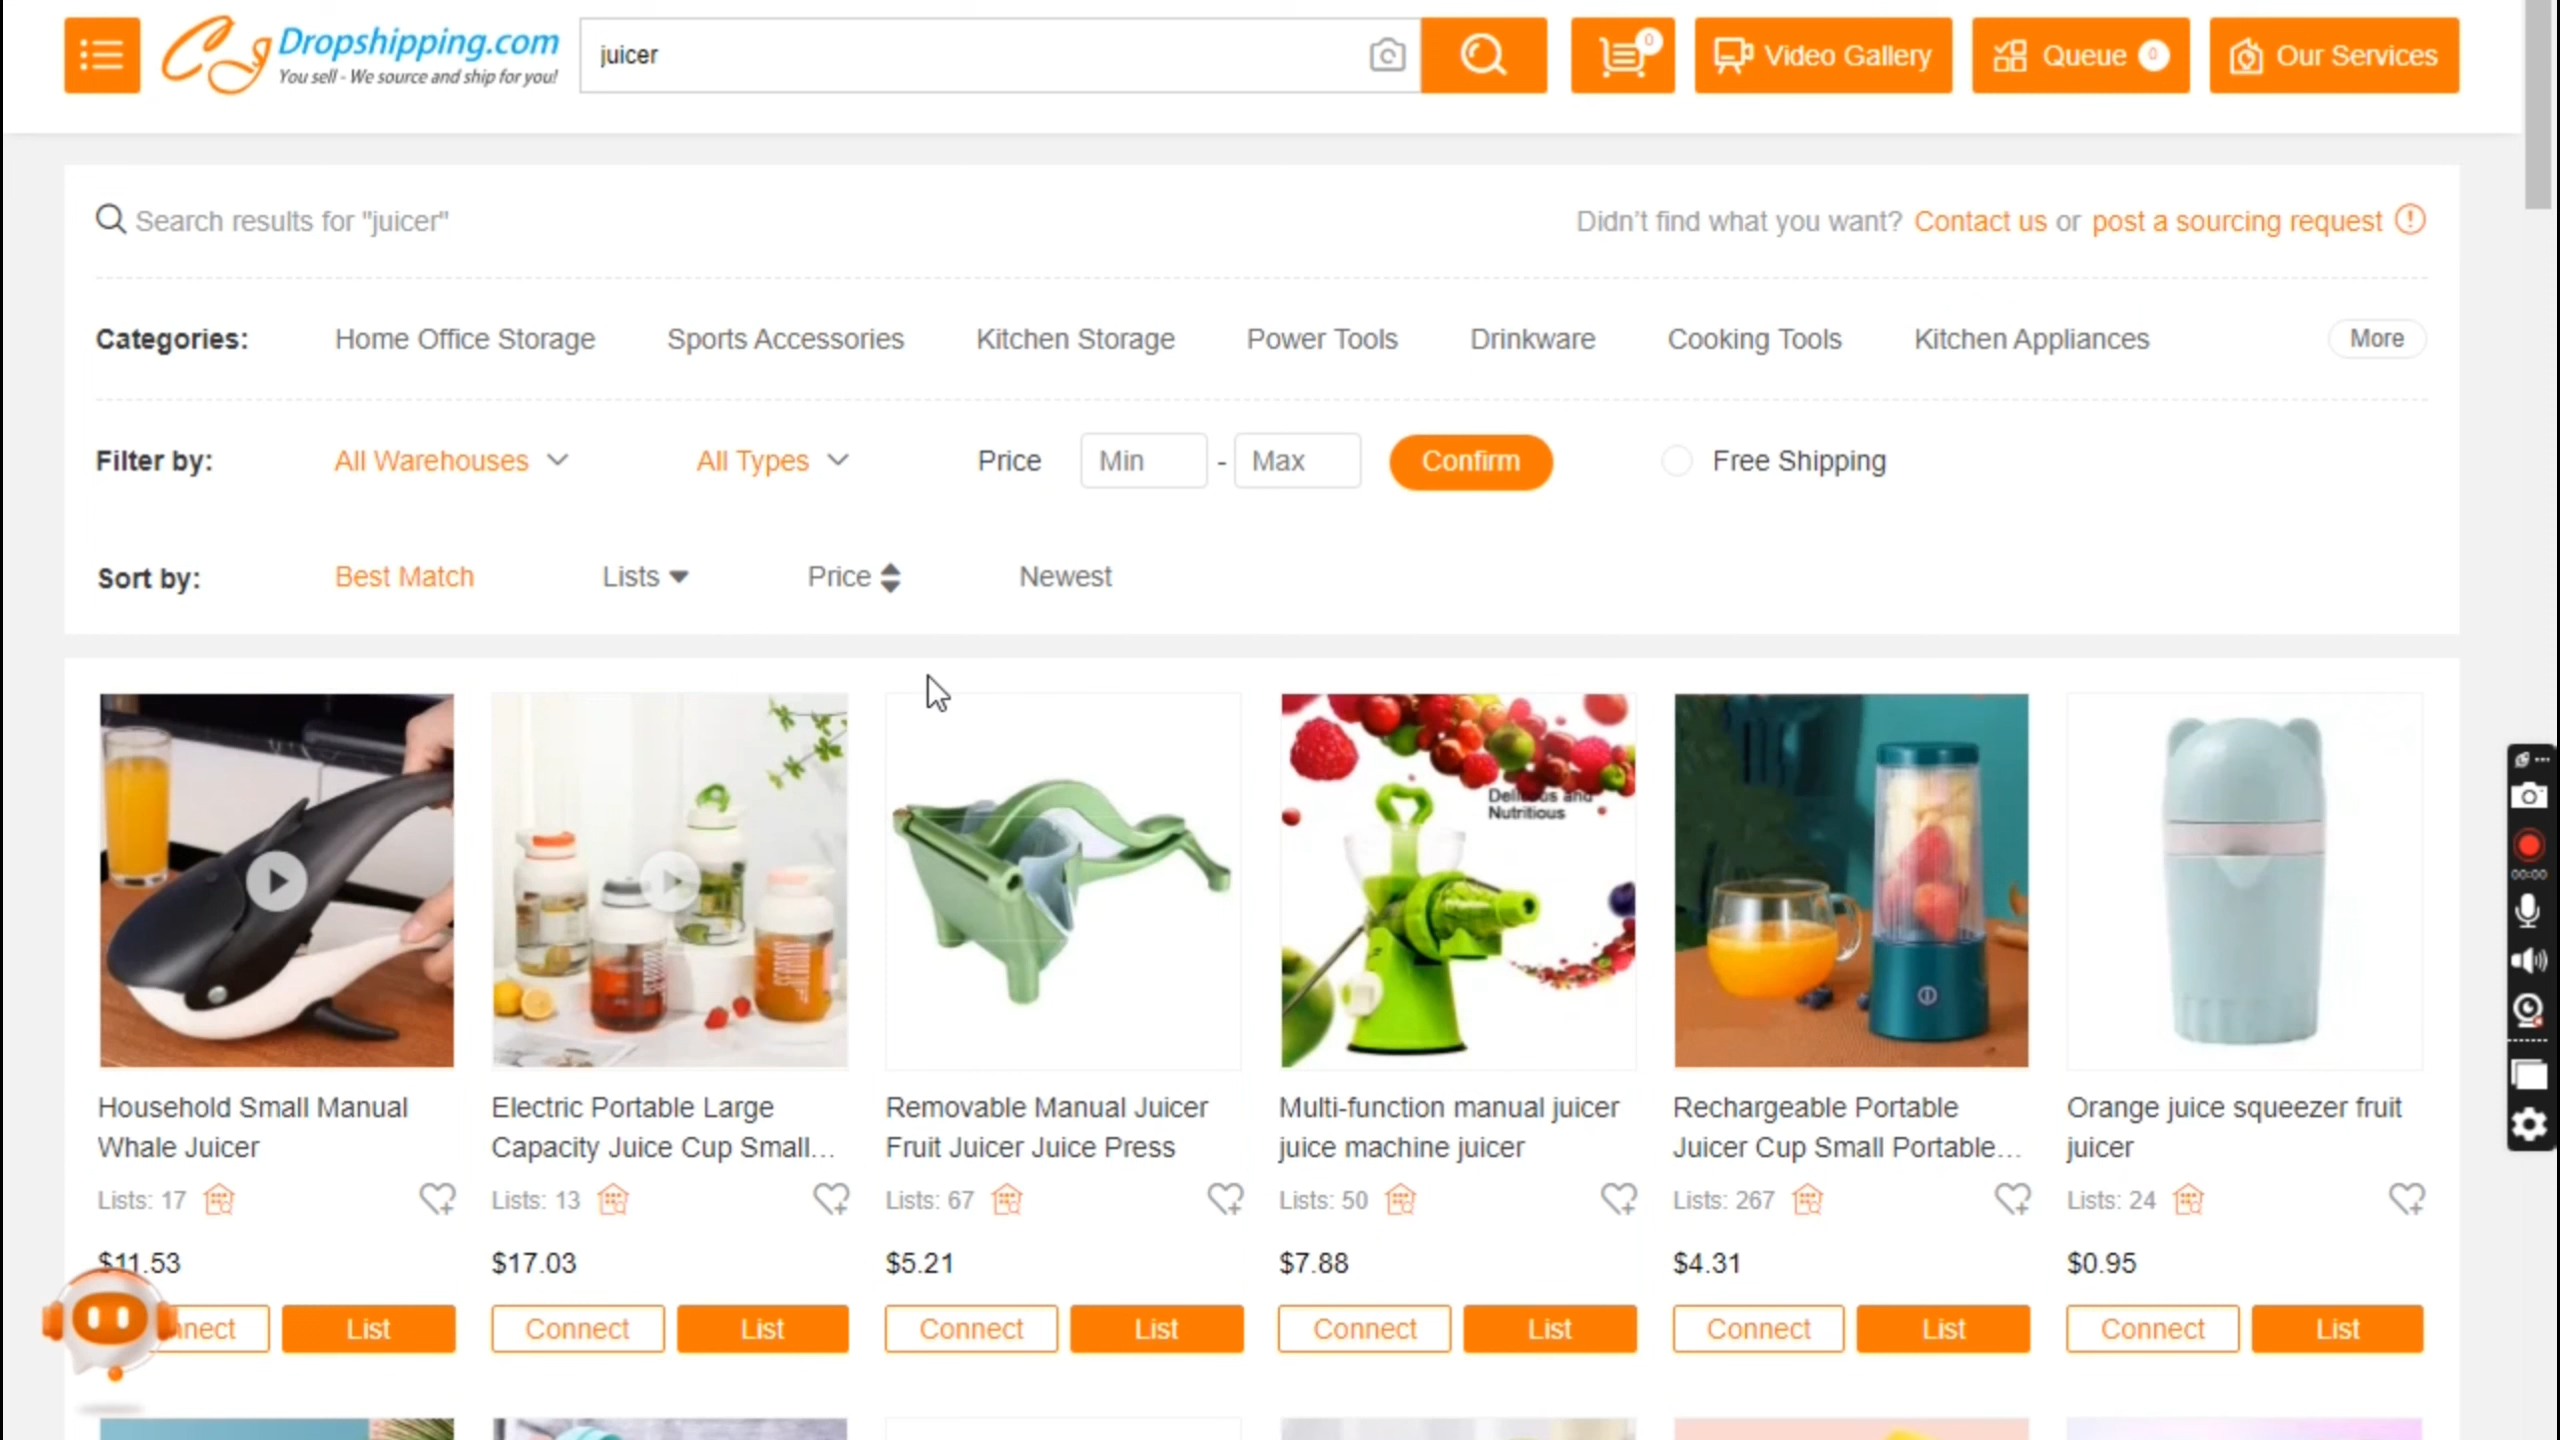 Dropshipping.com
You sell - We source and ship for you!
juicer
0
Video Gallery
Queue 0
Our Services
Search results for "juicer"
Didn't find what you want? Contact us or post a sourcing request
Categories: Home Office Storage Sports Accessories Kitchen Storage Power Tools Drinkware Cooking Tools Kitchen Appliances More
Filter by: All Warehouses All Types Price Min - Max Confirm Free Shipping
Sort by: Best Match Lists Price Newest
Delicious and
Nutritious
00:00
Household Small Manual
Whale Juicer
Lists: 17
$11.53
List
Electric Portable Large
Capacity Juice Cup Small...
Lists: 13
$17.03
Connect List
Removable Manual Juicer
Fruit Juicer Juice Press
Lists: 67
$5.21
Connect List
Multi-function manual juicer
juice machine juicer
Lists: 50
$7.88
Connect List
Rechargeable Portable
Juicer Cup Small Portable...
Lists: 267
$4.31
Connect List
Orange juice squeezer fruit
juicer
Lists: 24
$0.95
Connect List